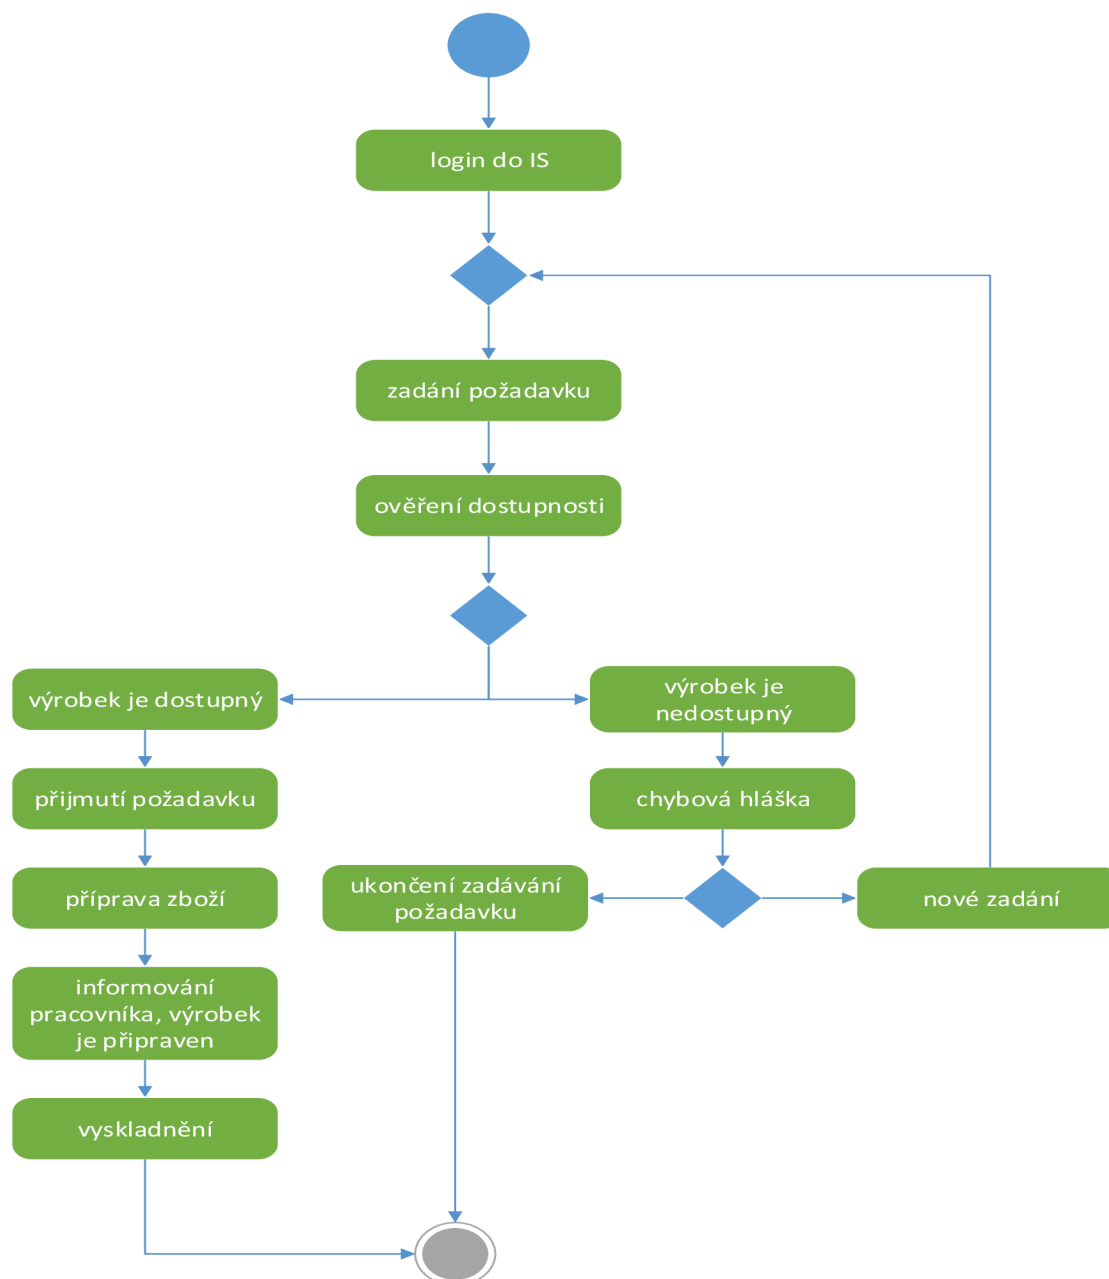 login do IS
zadání požadavku
ověření dostupnosti
výrobek je dostupný
výrobek je
nedostupný
přijmutí požadavku
chybová hláška
příprava zboží
ukončení zadávání
požadavku
nové zadání
informování
pracovníka, výrobek
je připraven
vyskladnění